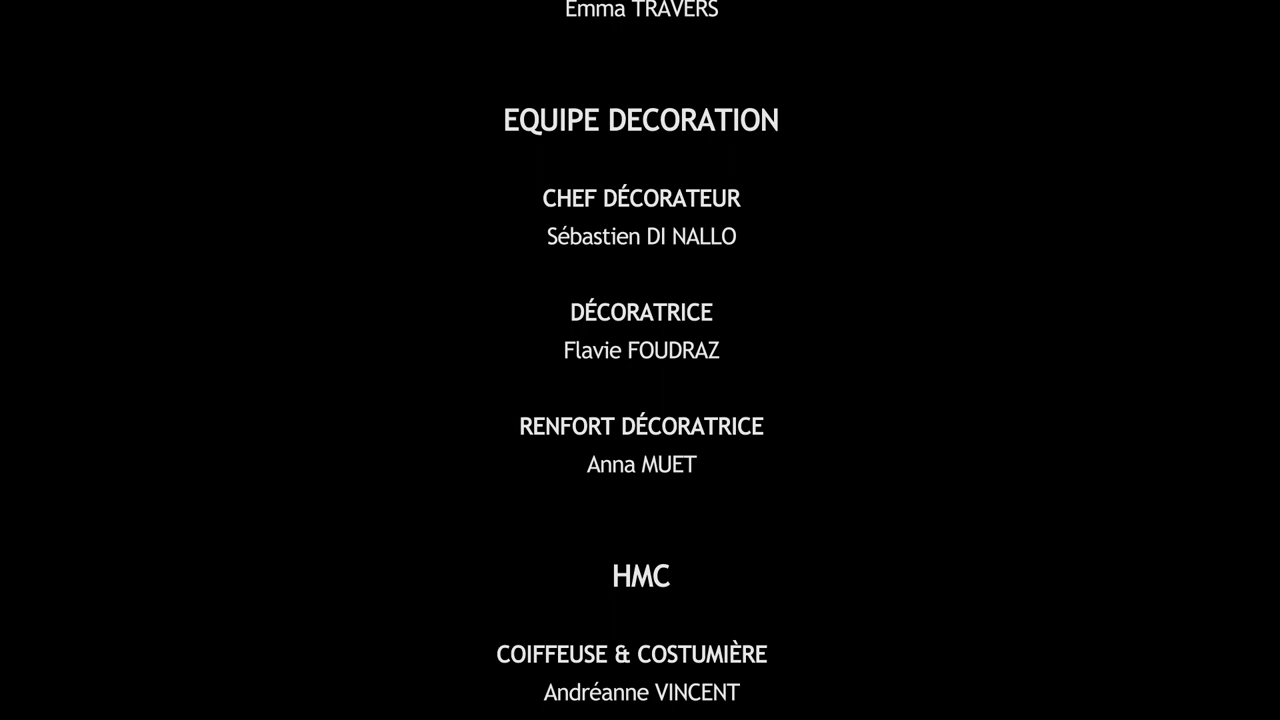 Emma TRAVERS
EQUIPE DECORATION
CHEF DÉCORATEUR
Sébastien DI NALLO
DÉCORATRICE
Flavie FOUDRAZ
RENFORT DÉCORATRICE
Anna MUET
HMC
COIFFEUSE & COSTUMIÈRE
Andréanne VINCENT